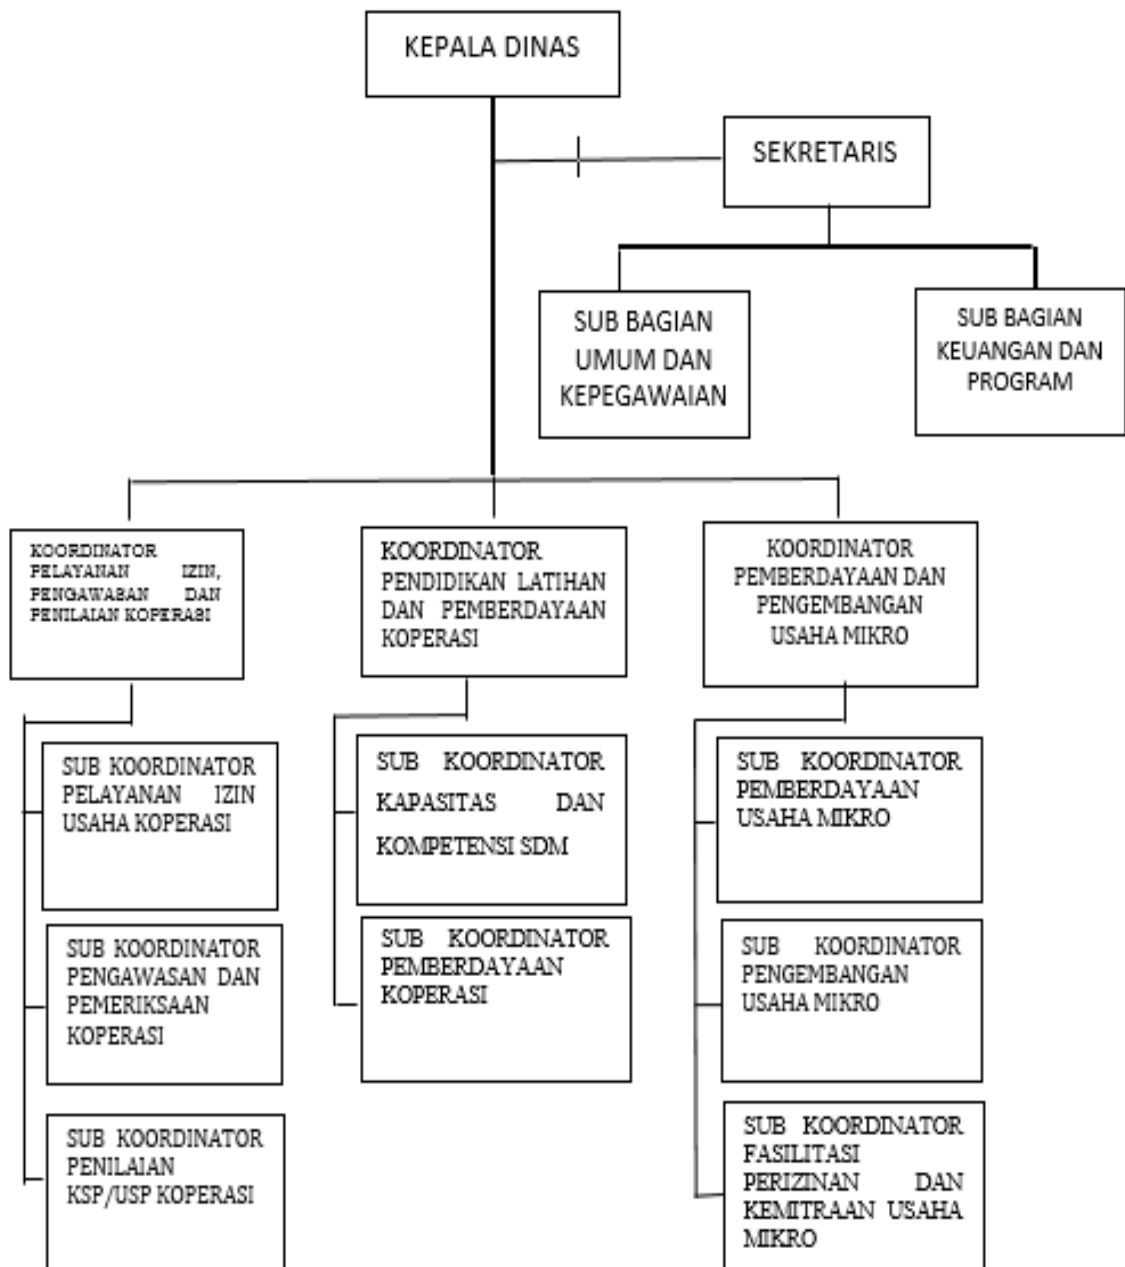 KEPALA DINAS
SEKRETARIS
SUB BAGIAN
UMUM DAN
KEPEGAWAIAN
SUB BAGIAN
KEUANGAN DAN
PROGRAM
KOORDINATOR
PELAYANAN IZIN,
PENGAWASAN DAN
PENILAIAN KOPERASI
KOORDINATOR
PENDIDIKAN LATIHAN
DAN PEMBERDAYAAN
KOPERASI
KOORDINATOR
PEMBERDAYAAN DAN
PENGEMBANGAN
USAHA MIKRO
SUB KOORDINATOR
PELAYANAN IZIN
USAHA KOPERASI
SUB KOORDINATOR
PENGAWASAN DAN
PEMERIKSAAN
KOPERASI
SUB KOORDINATOR
PENILAIAN
KSP/USP KOPERASI
SUB KOORDINATOR
KAPASITAS DAN
KOMPETENSI SDM
SUB KOORDINATOR
PEMBERDAYAAN
KOPERASI
SUB KOORDINATOR
PEMBERDAYAAN
USAHA MIKRO
SUB KOORDINATOR
PENGEMBANGAN
USAHA MIKRO
SUB KOORDINATOR
FASILITASI
PERIZINAN DAN
KEMITRAAN USAHA
MIKRO